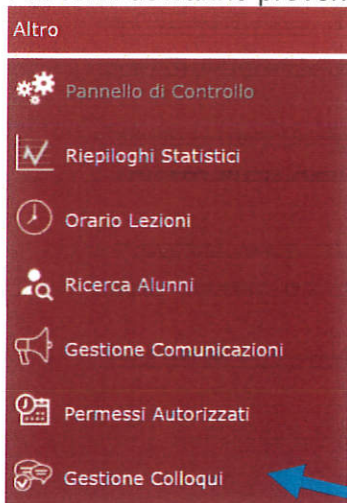 Altro
Pannello di Controllo
Riepiloghi Statistici
Orario Lezioni
Ricerca Alunni
Gestione Comunicazioni
Permessi Autorizzati
Gestione Colloqui